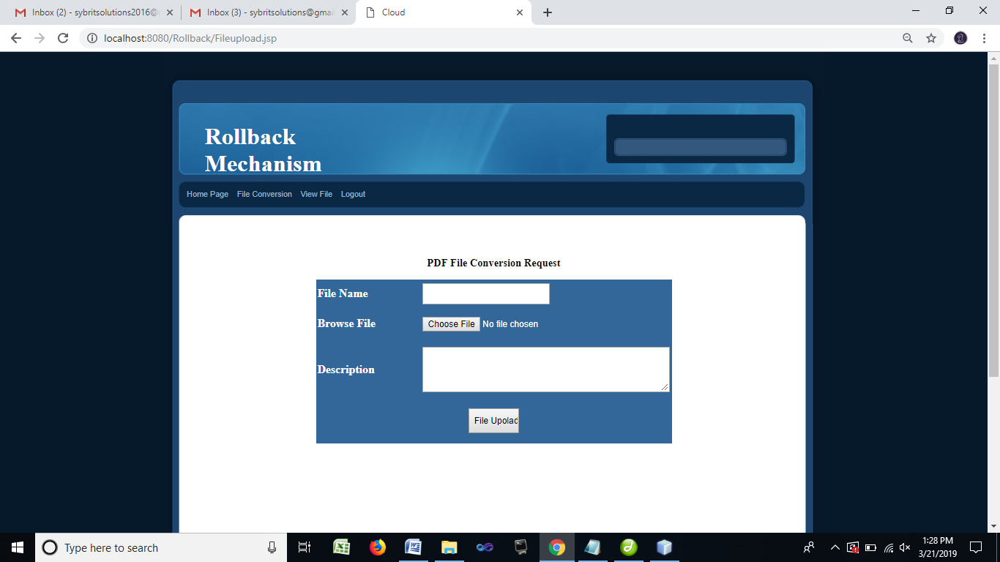 Inbox (2) - sybritsolutions2016@
Inbox (3) - sybritsolutions@gmai
Cloud
localhost:8080/Rollback/Fileupload.jsp
Rollback
Mechanism
Home Page File Conversion View File Logout
PDF File Conversion Request
File Name
Browse File Choose File No file chosen
Description
File Upolad
Type here to search
1:28 PM
3/21/2019